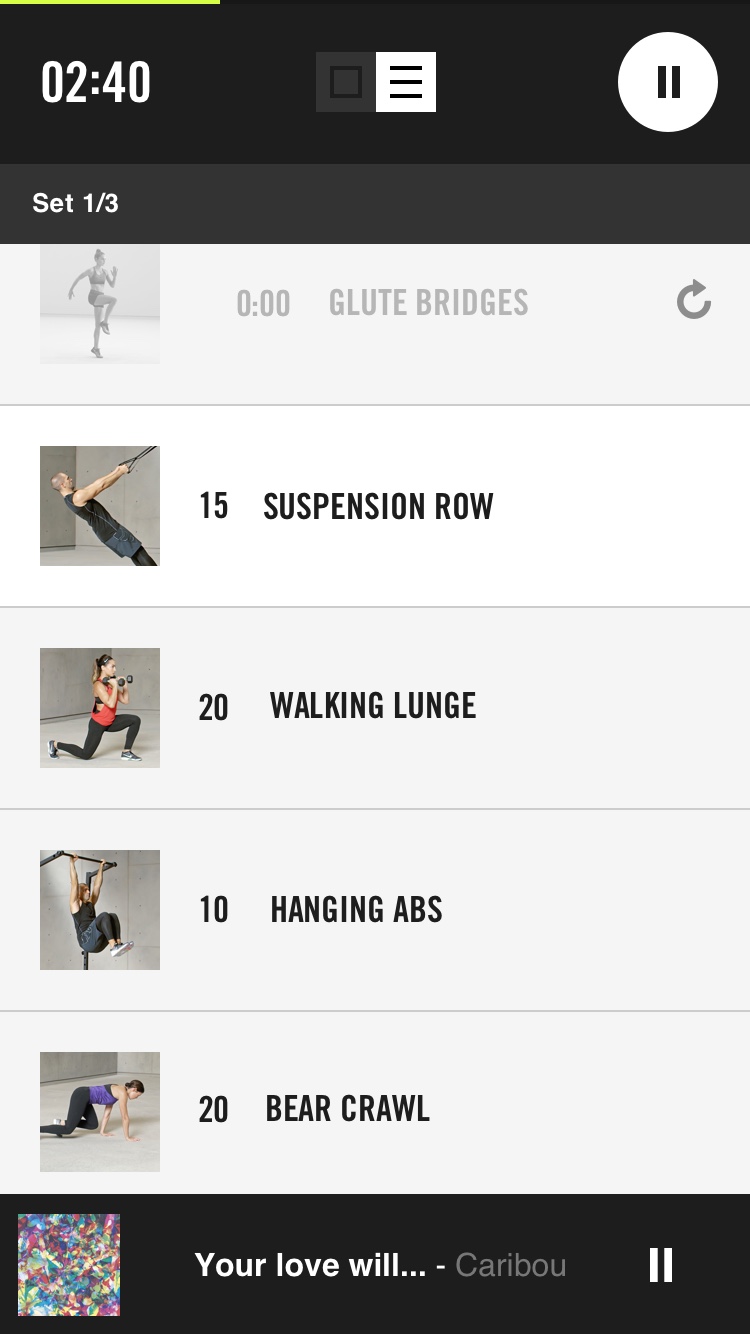 02:40
Set 1/3
0:00 GLUTE BRIDGES
15 SUSPENSION ROW
20 WALKING LUNGE
10 HANGING ABS
20 BEAR CRAWL
Your love will... - Caribou